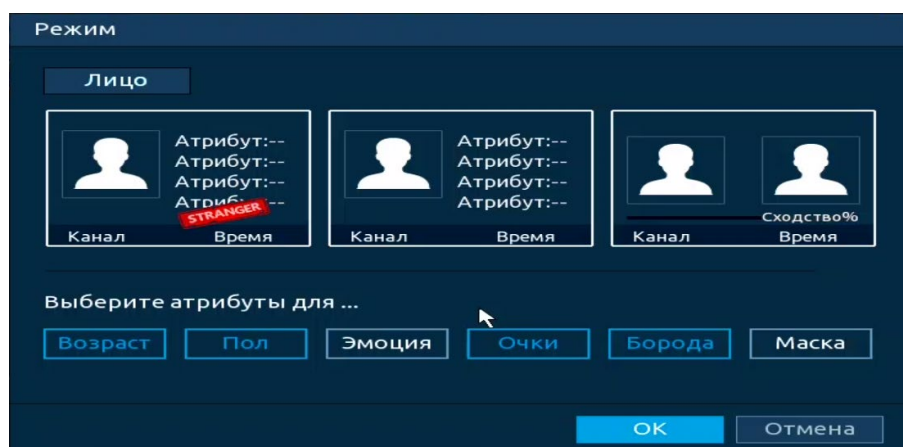 Режим
Лицо
Атрибут:-- Атрибут:--
Атрибут:-- Атрибут:--
Атрибут:-- Атрибут:--
Атрибут:-- Атрибут:--
STRANGER Сходство%
Канал Время Канал Время Канал Время
Выберите атрибуты для ...
Возраст Пол Эмоция Очки Борода Маска
OK Отмена